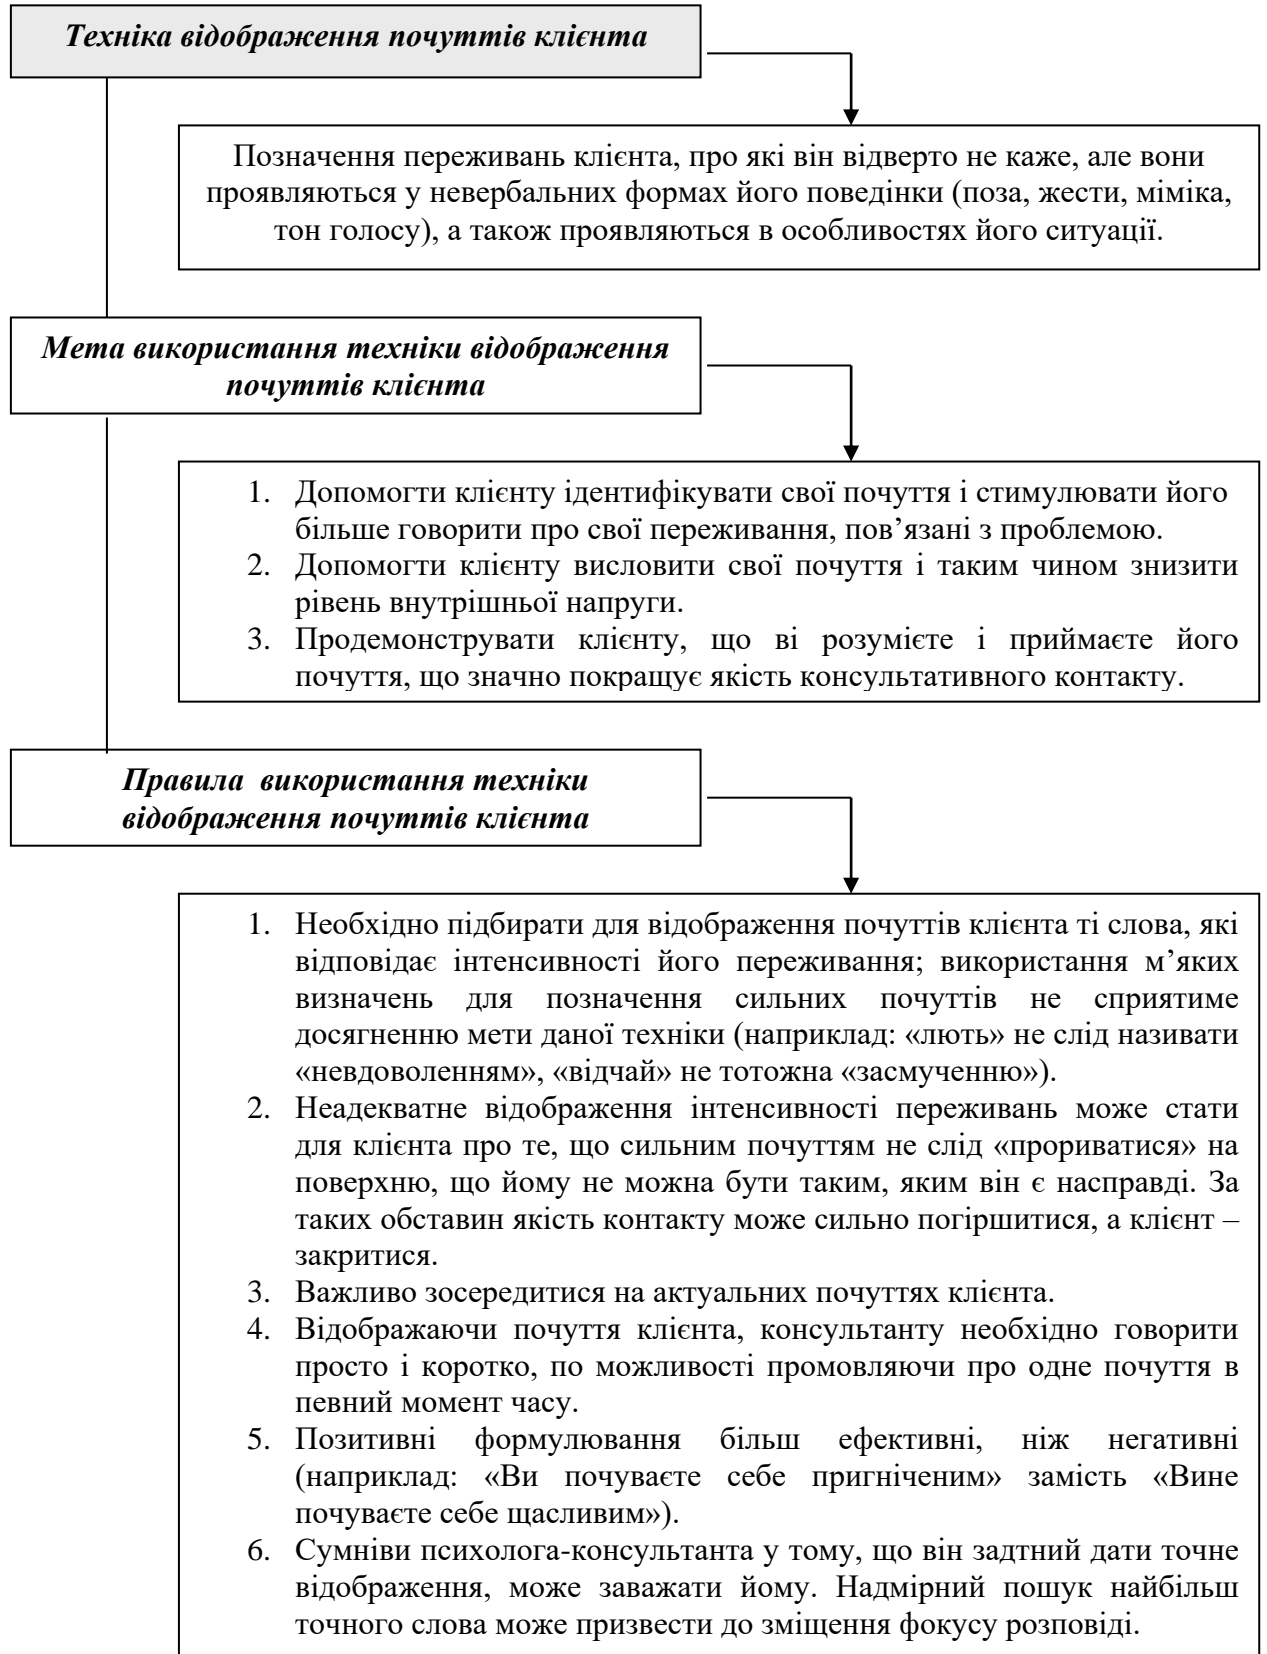 Техніка відображення почуттів клієнта
Позначення переживань клієнта, про які він відверто не каже, але вони
проявляються у невербальних формах його поведінки (поза, жести, міміка,
тон голосу), а також проявляються в особливостях його ситуації.
Мета використання техніки відображення
почуттів клієнта
1. Допомогти клієнту ідентифікувати свої почуття і стимулювати його
більше говорити про свої переживання, пов’язані з проблемою.
2. Допомогти клієнту висловити свої почуття і таким чином знизити
рівень внутрішньої напруги.
3. Продемонструвати клієнту, що ві розумієте і приймаєте його
почуття, що значно покращує якість консультативного контакту.
Правила використання техніки
відображення почуттів клієнта
1. Необхідно підбирати для відображення почуттів клієнта ті слова, які
відповідає інтенсивності його переживання; використання м’яких
визначень для позначення сильних почуттів не сприятиме
досягненню мети даної техніки (наприклад: «лють» не слід називати
«невдоволенням», «відчай» не тотожна «засмученню»).
2. Неадекватне відображення інтенсивності переживань може стати
для клієнта про те, що сильним почуттям не слід «прориватися» на
поверхню, що йому не можна бути таким, яким він є насправді. За
таких обставин якість контакту може сильно погіршитися, а клієнт –
закритися.
3. Важливо зосередитися на актуальних почуттях клієнта.
4. Відображаючи почуття клієнта, консультанту необхідно говорити
просто і коротко, по можливості промовляючи про одне почуття в
певний момент часу.
5. Позитивні формулювання більш ефективні, ніж негативні
(наприклад: «Ви почуваєте себе пригніченим» замість «Вине
почуваєте себе щасливим»).
6. Сумніви психолога-консультанта у тому, що він задтний дати точне
відображення, може заважати йому. Надмірний пошук найбільш
точного слова може призвести до зміщення фокусу розповіді.